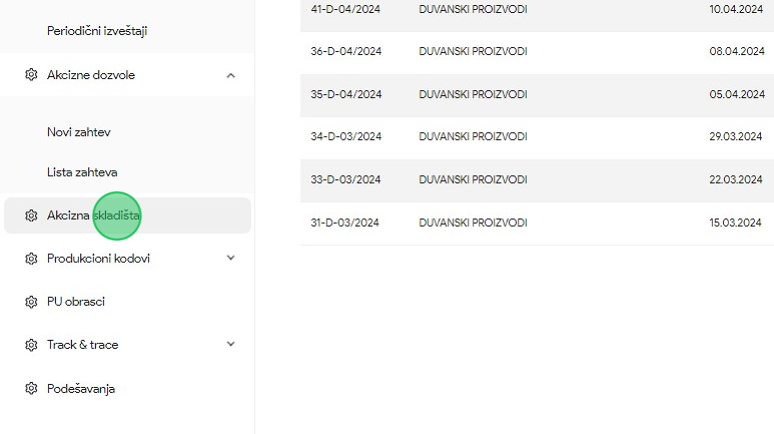 Periodični izveštaji
Akcizne dozvole
Novi zahtev
Lista zahteva
Akcizna skladišta
Produkcioni kodovi
PU obrasci
Track & trace
Podešavanja
41-D-04/2024 DUVANSKI PROIZVODI 10.04.2024
36-D-04/2024 DUVANSKI PROIZVODI 08.04.2024
35-D-04/2024 DUVANSKI PROIZVODI 05.04.2024
34-D-03/2024 DUVANSKI PROIZVODI 29.03.2024
33-D-03/2024 DUVANSKI PROIZVODI 22.03.2024
31-D-03/2024 DUVANSKI PROIZVODI 15.03.2024